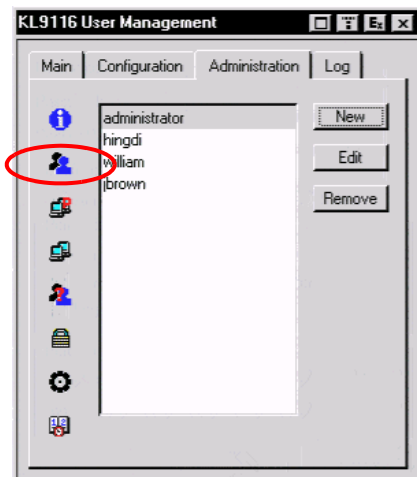 KL9116 User Management
Main Configuration Administration Log
administrator
hingdi
william
jbrown
New
Edit
Remove